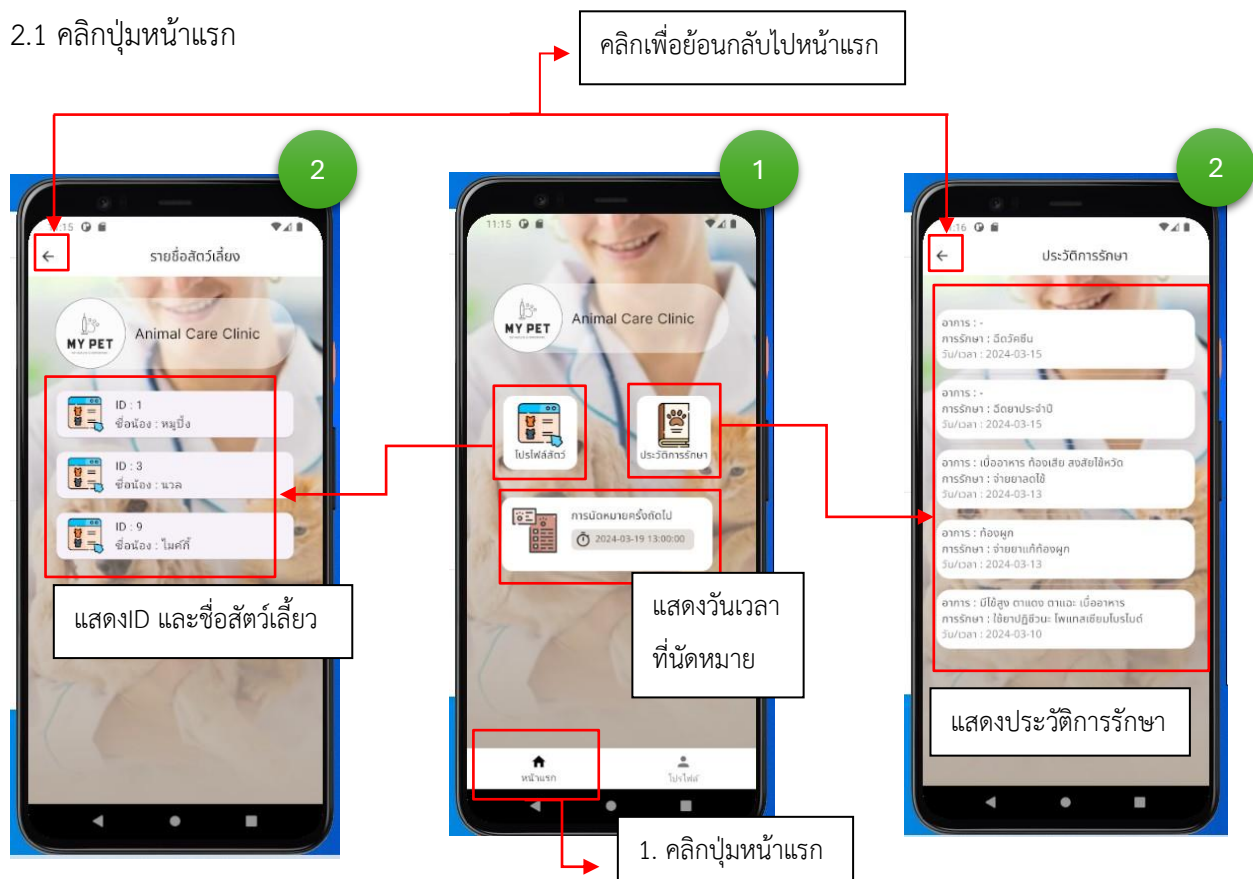 2.1 คลิกปุ่มหน้าแรก
คลิกเพื่อย้อนกลับไปหน้าแรก
2
11:15
รายชื่อสัตว์เลี้ยง
MY PET
Animal Care Clinic
ID : 1
ชื่อน้อง : หมูปิ้ง
ID : 3
ชื่อน้อง : นวล
ID : 9
ชื่อน้อง : ไมค์กี้
แสดงID และชื่อสัตว์เลี้ยว
1
11:15
MY PET
Animal Care Clinic
โปรไฟล์สัตว์
ประวัติการรักษา
การนัดหมายครั้งถัดไป
2024-03-19 13:00:00
แสดงวันเวลา
ที่นัดหมาย
หน้าแรก
โปรไฟล์
1. คลิกปุ่มหน้าแรก
2
11:16
ประวัติการรักษา
อาการ : -
การรักษา : ฉีดวัคซีน
วัน/เวลา : 2024-03-15
อาการ : -
การรักษา : ฉีดยาประจำปี
วัน/เวลา : 2024-03-15
อาการ : เบื่ออาหาร ท้องเสีย สงสัยไข้หวัด
การรักษา : จ่ายยาลดไข้
วัน/เวลา : 2024-03-13
อาการ : ท้องผูก
การรักษา : จ่ายยาแก้ท้องผูก
วัน/เวลา : 2024-03-13
อาการ : มีไข้สูง ตาแดง ตาแฉะ เบื่ออาหาร
การรักษา : ใช้ยาปฏิชีวนะ โพแทสเซียมโบรไมด์
วัน/เวลา : 2024-03-10
แสดงประวัติการรักษา